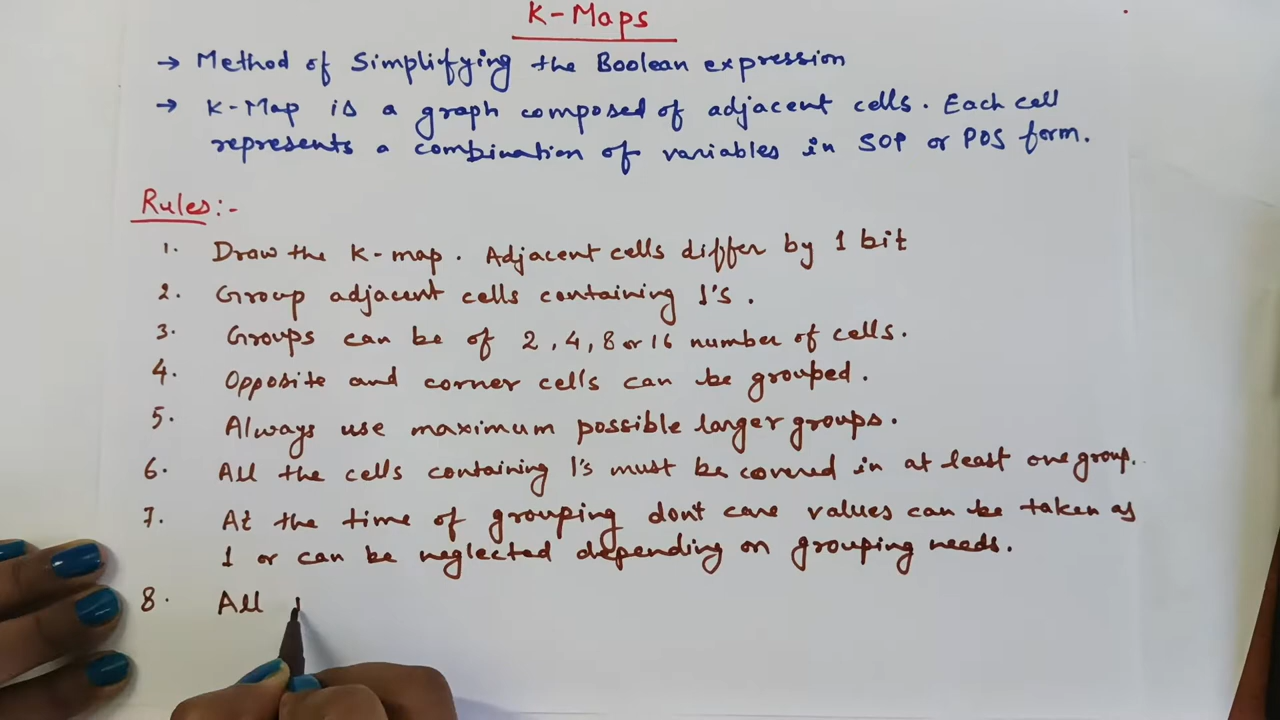 K-Maps
→ Method of Simplifying the Boolean expression
→ K-Map is a graph composed of adjacent cells. Each cell
represents a combination of variables in SOP or POS form.
Rules:-
1. Draw the K-map. Adjacent cells differ by 1 bit
2. Group adjacent cells containing 1's.
3. Groups can be of 2, 4, 8 or 16 number of cells.
4. Opposite and corner cells can be grouped.
5. Always use maximum possible larger groups.
6. All the cells containing 1's must be covered in at least one group.
7. At the time of grouping don't care values can be taken as
1 or can be neglected depending on grouping needs.
8. All